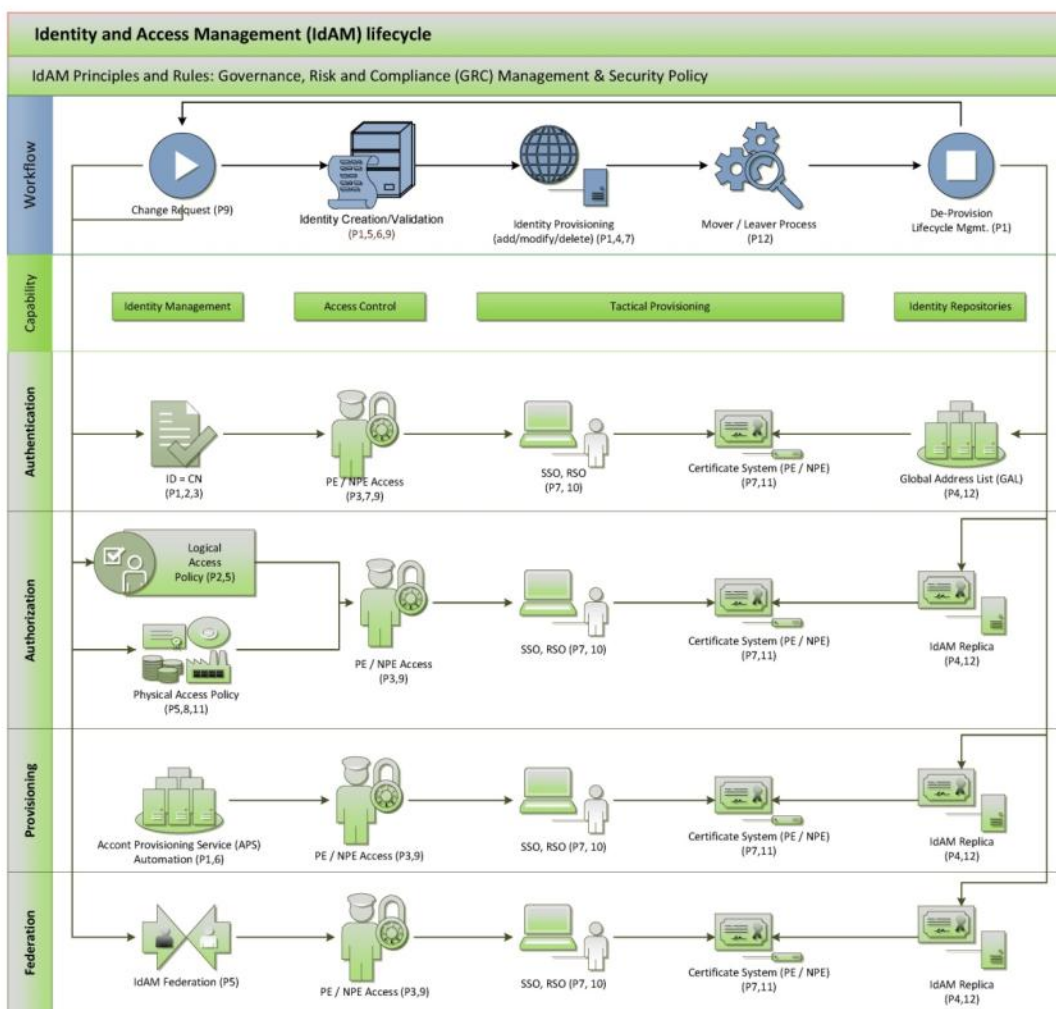 Identity and Access Management (IdAM) lifecycle
IdAM Principles and Rules: Governance, Risk and Compliance (GRC) Management & Security Policy
Workflow
Change Request (P9)
Identity Creation/Validation
(P1,5,6,9)
Identity Provisioning
(add/modify/delete) (P1,4,7)
Mover / Leaver Process
(P12)
De-Provision
Lifecycle Mgmt. (P1)
Capability
Identity Management
Access Control
Tactical Provisioning
Identity Repositories
Authentication
ID = CN
(P1,2,3)
PE / NPE Access
(P3,7,9)
SSO, RSO
(P7, 10)
Certificate System (PE / NPE)
(P7,11)
Global Address List (GAL)
(P4,12)
Authorization
Logical
Access
Policy (P2,5)
Physical Access Policy
(P5,8,11)
PE / NPE Access
(P3,9)
SSO, RSO (P7, 10)
Certificate System (PE / NPE)
(P7,11)
IdAM Replica
(P4,12)
Provisioning
Accont Provisioning Service (APS)
Automation (P1,6)
PE / NPE Access (P3,9)
SSO, RSO (P7, 10)
Certificate System (PE / NPE)
(P7,11)
IdAM Replica
(P4,12)
Federation
IdAM Federation (P5)
PE / NPE Access (P3,9)
SSO, RSO (P7, 10)
Certificate System (PE / NPE)
(P7,11)
IdAM Replica
(P4,12)